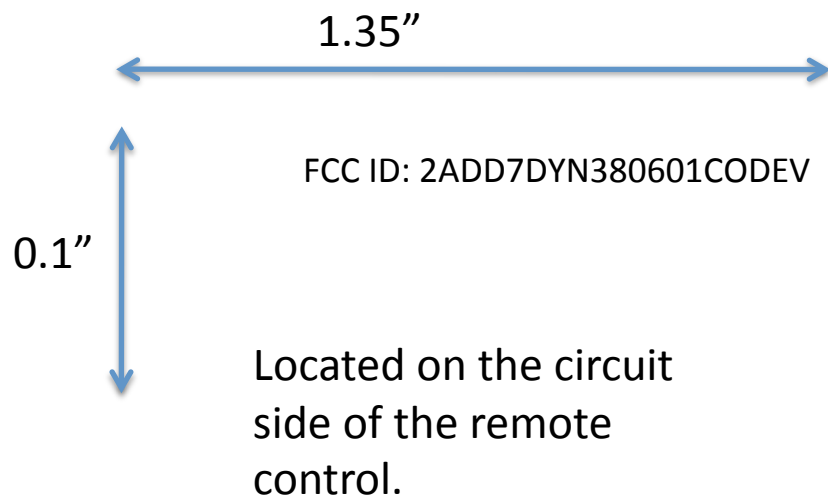 1.35”
FCC ID: 2ADD7DYN380601CODEV
0.1”
Located on the circuit
side of the remote
control.